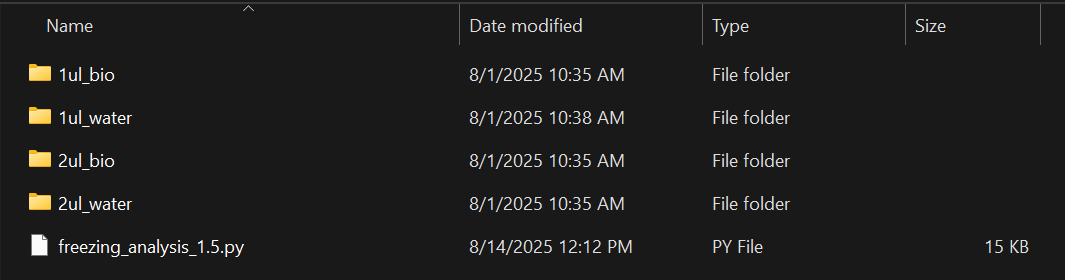 Name Date modified Type Size
1ul_bio 8/1/2025 10:35 AM File folder
1ul_water 8/1/2025 10:38 AM File folder
2ul_bio 8/1/2025 10:35 AM File folder
2ul_water 8/1/2025 10:35 AM File folder
freezing_analysis_1.5.py 8/14/2025 12:12 PM PY File 15 KB